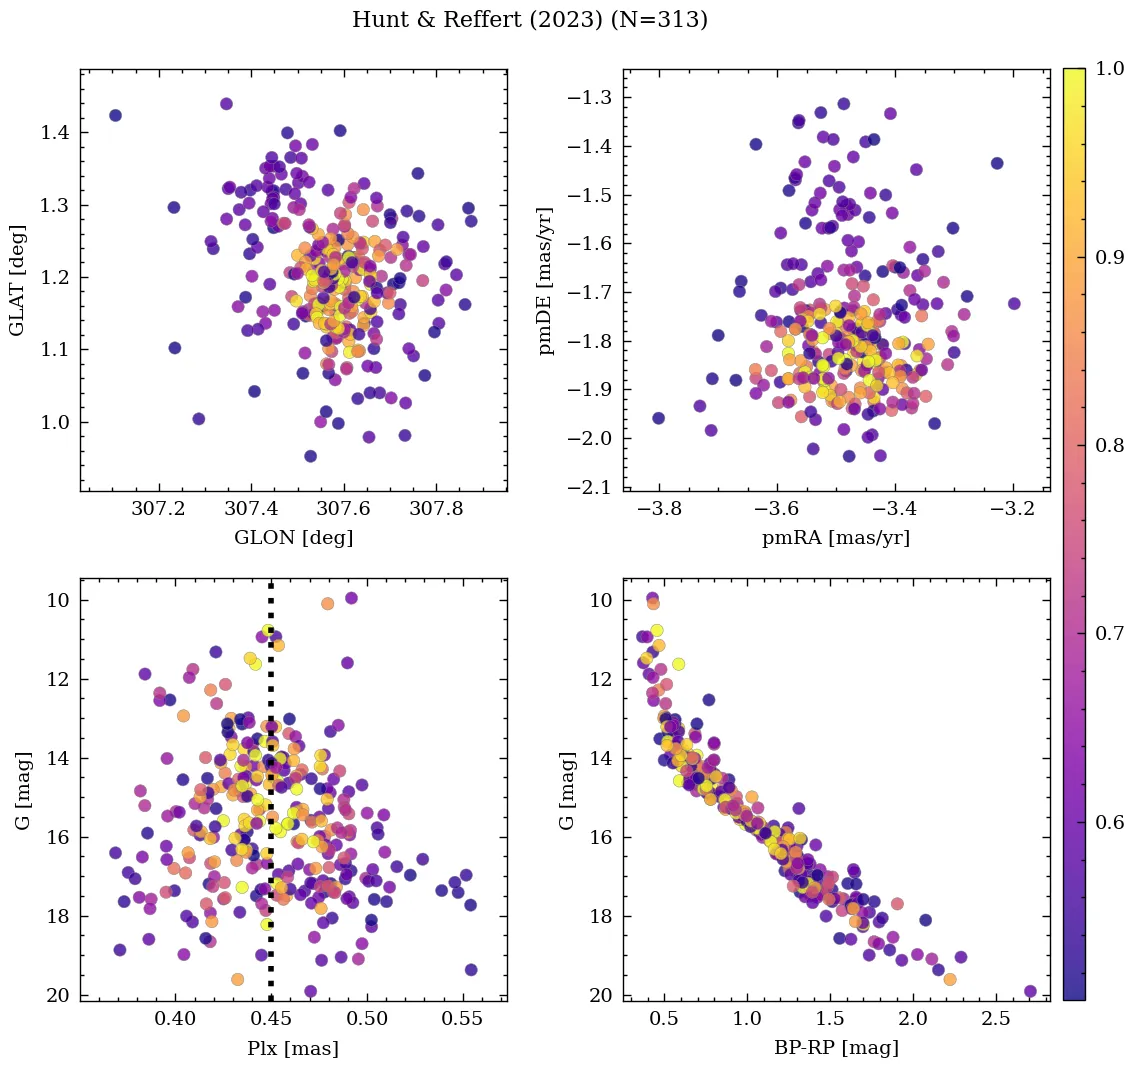 Hunt & Reffert (2023) (N=313)
1.4
1.3
1.2
1.1
1.0
GLAT [deg]
307.2 307.4 307.6 307.8
GLON [deg]
−1.3
−1.4
−1.5
−1.6
−1.7
−1.8
−1.9
−2.0
−2.1
pmDE [mas/yr]
−3.8 −3.6 −3.4 −3.2
pmRA [mas/yr]
1.0
0.9
0.8
0.7
0.6
10
12
14
16
18
20
G [mag]
0.40 0.45 0.50 0.55
Plx [mas]
10
12
14
16
18
20
G [mag]
0.5 1.0 1.5 2.0 2.5
BP-RP [mag]